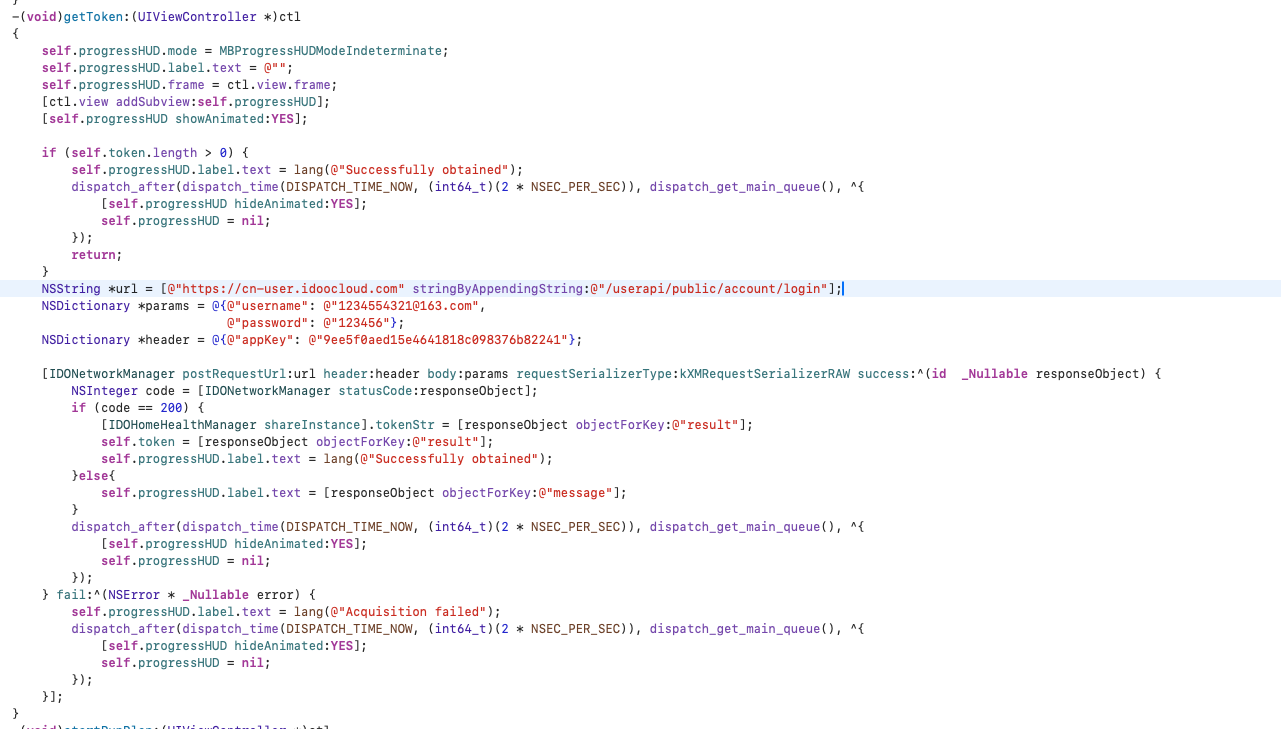 }
-(void)getToken:(UIViewController *)ctl
{
    self.progressHUD.mode = MBProgressHUDModeIndeterminate;
    self.progressHUD.label.text = @"";
    self.progressHUD.frame = ctl.view.frame;
    [ctl.view addSubview:self.progressHUD];
    [self.progressHUD showAnimated:YES];

    if (self.token.length > 0) {
        self.progressHUD.label.text = lang(@"Successfully obtained");
        dispatch_after(dispatch_time(DISPATCH_TIME_NOW, (int64_t)(2 * NSEC_PER_SEC)), dispatch_get_main_queue(), ^{
            [self.progressHUD hideAnimated:YES];
            self.progressHUD = nil;
        });
        return;
    }
    NSString *url = [@"https://cn-user.idoocloud.com" stringByAppendingString:@"/userapi/public/account/login"];
    NSDictionary *params = @{@"username": @"1234554321@163.com",
                             @"password": @"123456"};
    NSDictionary *header = @{@"appKey": @"9ee5f0aed15e4641818c098376b82241"};

    [IDONetworkManager postRequestUrl:url header:header body:params requestSerializerType:kXMRequestSerializerRAW success:^(id  _Nullable responseObject) {
        NSInteger code = [IDONetworkManager statusCode:responseObject];
        if (code == 200) {
            [IDOHomeHealthManager shareInstance].tokenStr = [responseObject objectForKey:@"result"];
            self.token = [responseObject objectForKey:@"result"];
            self.progressHUD.label.text = lang(@"Successfully obtained");
        }else{
            self.progressHUD.label.text = [responseObject objectForKey:@"message"];
        }
        dispatch_after(dispatch_time(DISPATCH_TIME_NOW, (int64_t)(2 * NSEC_PER_SEC)), dispatch_get_main_queue(), ^{
            [self.progressHUD hideAnimated:YES];
            self.progressHUD = nil;
        });
    } fail:^(NSError * _Nullable error) {
        self.progressHUD.label.text = lang(@"Acquisition failed");
        dispatch_after(dispatch_time(DISPATCH_TIME_NOW, (int64_t)(2 * NSEC_PER_SEC)), dispatch_get_main_queue(), ^{
            [self.progressHUD hideAnimated:YES];
            self.progressHUD = nil;
        });
    }];
}